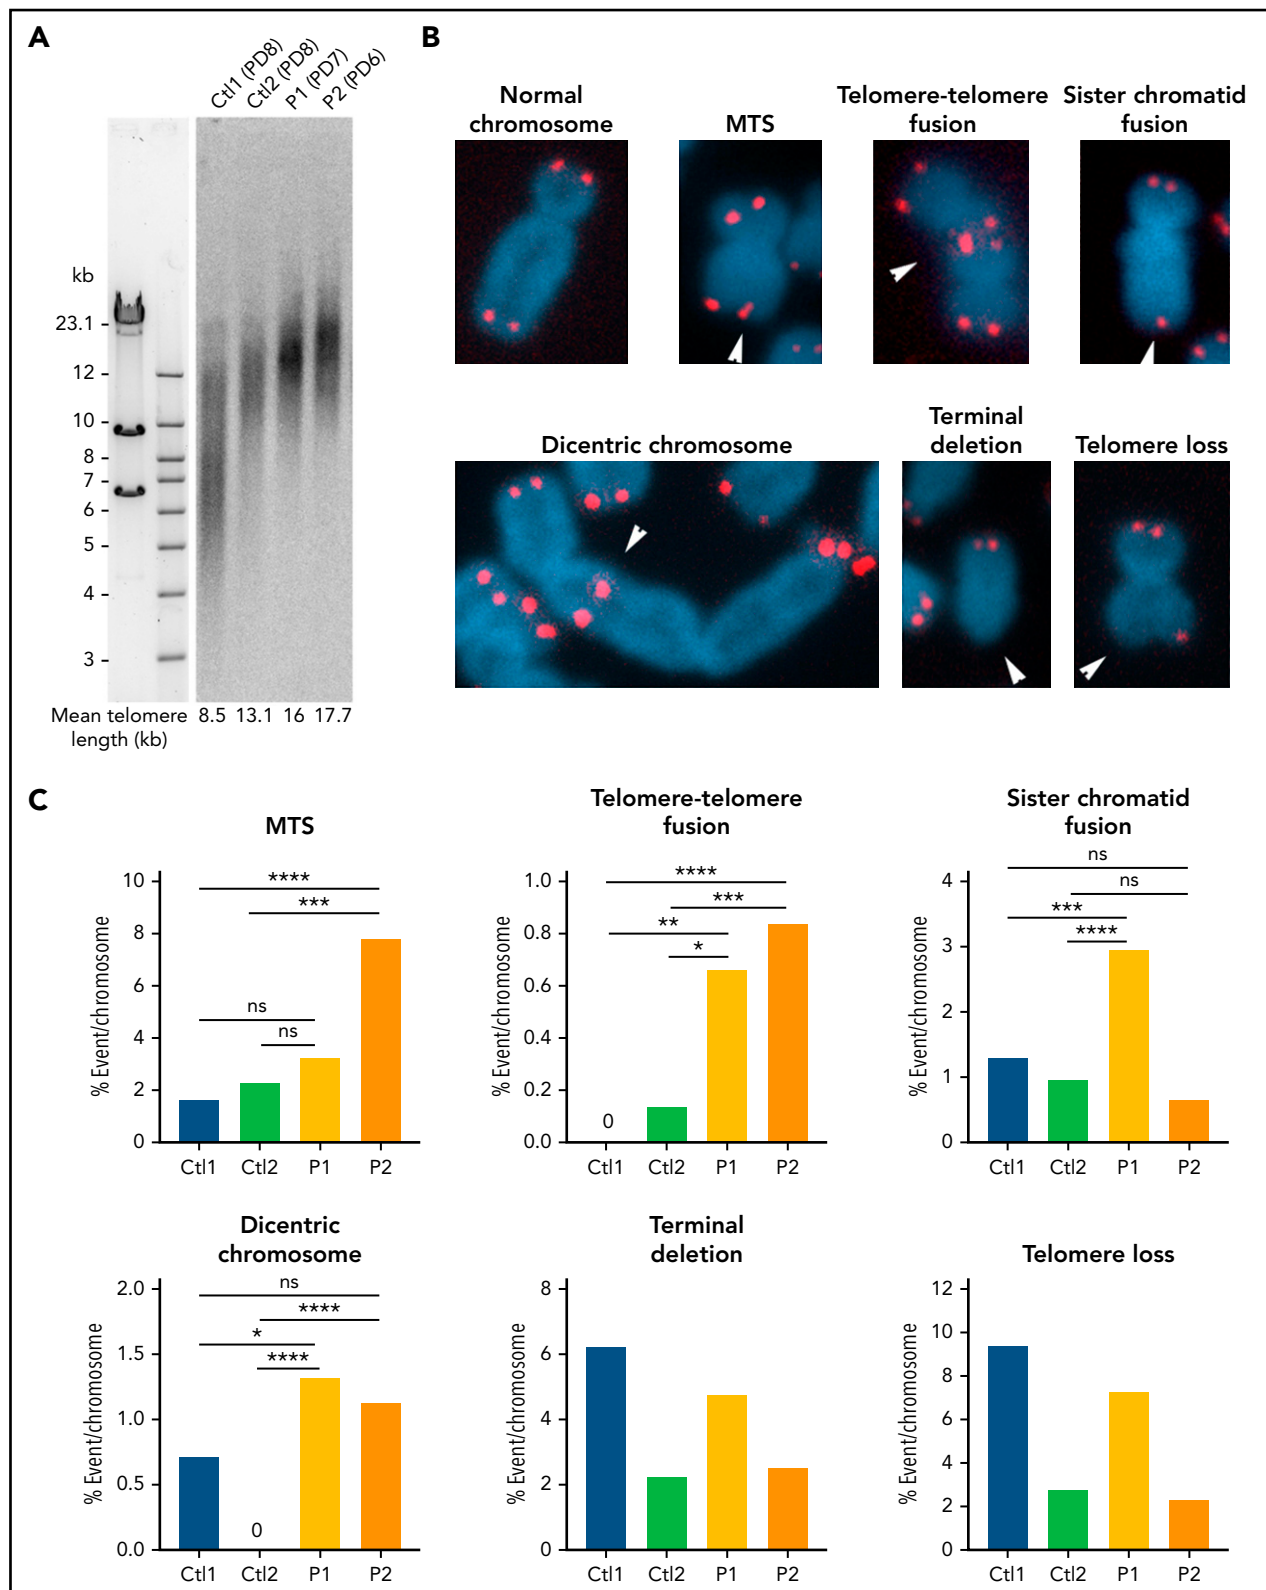 A
Ctl1 (PD8)
Ctl2 (PD8)
P1 (PD7)
P2 (PD6)
kb
23.1
12
10
8
7
6
5
4
3
Mean telomere 8.5 13.1 16 17.7
length (kb)
B
Normal
chromosome
MTS
Telomere-telomere
fusion
Sister chromatid
fusion
Dicentric chromosome
Terminal
deletion
Telomere loss
C
MTS
% Event/chromosome
10
8
6
4
2
0
****
***
ns
ns
Ctl1 Ctl2 P1 P2
Telomere-telomere
fusion
% Event/chromosome
1.0
0.8
0.6
0.4
0.2
0.0
****
***
**
*
0
Ctl1 Ctl2 P1 P2
Sister chromatid
fusion
% Event/chromosome
4
3
2
1
0
ns
ns
***
****
Ctl1 Ctl2 P1 P2
Dicentric
chromosome
% Event/chromosome
2.0
1.5
1.0
0.5
0.0
ns
****
*
****
0
Ctl1 Ctl2 P1 P2
Terminal
deletion
% Event/chromosome
8
6
4
2
0
Ctl1 Ctl2 P1 P2
Telomere loss
% Event/chromosome
12
10
8
6
4
2
0
Ctl1 Ctl2 P1 P2